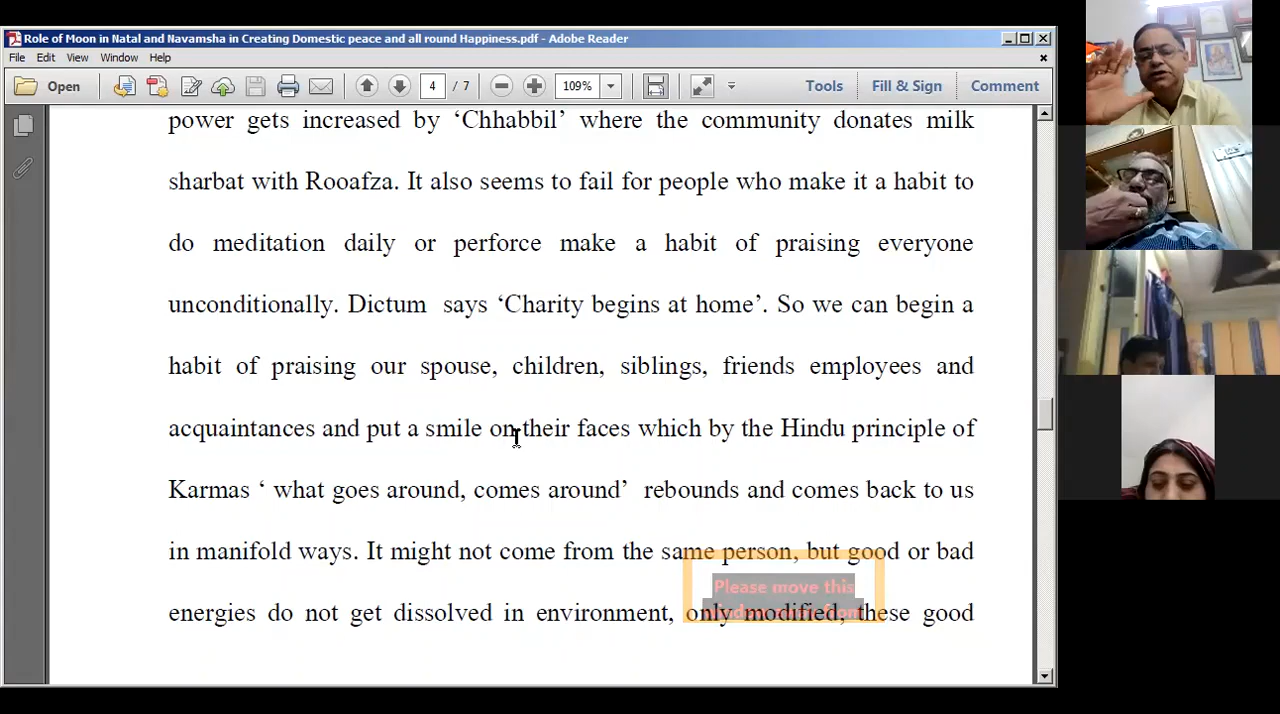 Role of Moon in Natal and Navamsha in Creating Domestic peace and all round Happiness.pdf - Adobe Reader
File Edit View Window Help
Open 4 / 7 109% Tools Fill & Sign Comment
power gets increased by ‘Chhabbil’ where the community donates milk
sharbat with Rooafza. It also seems to fail for people who make it a habit to
do meditation daily or perforce make a habit of praising everyone
unconditionally. Dictum says ‘Charity begins at home’. So we can begin a
habit of praising our spouse, children, siblings, friends employees and
acquaintances and put a smile on their faces which by the Hindu principle of
Karmas ‘ what goes around, comes around’ rebounds and comes back to us
in manifold ways. It might not come from the same person, but good or bad
Please move this
energies do not get dissolved in environment, only modified, these good